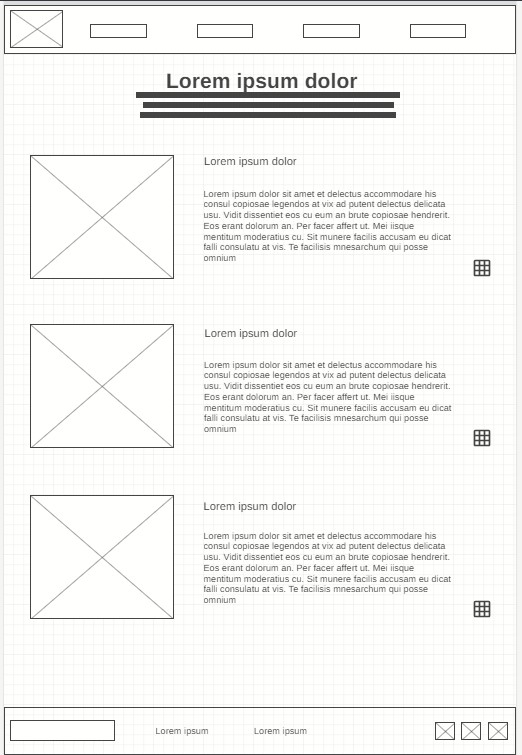 Lorem ipsum dolor
Lorem ipsum dolor
Lorem ipsum dolor sit amet et delectus accommodare his
consul copiosae legendos at vix ad putent delectus delicata
usu. Vidit dissentiet eos cu eum an brute copiosae hendrerit.
Eos erant dolorum an. Per facer affert ut. Mei iisque
mentitum moderatius cu. Sit munere facilis accusam eu dicat
falli consulatu at vis. Te facilisis mnesarchum qui posse
omnium
Lorem ipsum dolor
Lorem ipsum dolor sit amet et delectus accommodare his
consul copiosae legendos at vix ad putent delectus delicata
usu. Vidit dissentiet eos cu eum an brute copiosae hendrerit.
Eos erant dolorum an. Per facer affert ut. Mei iisque
mentitum moderatius cu. Sit munere facilis accusam eu dicat
falli consulatu at vis. Te facilisis mnesarchum qui posse
omnium
Lorem ipsum dolor
Lorem ipsum dolor sit amet et delectus accommodare his
consul copiosae legendos at vix ad putent delectus delicata
usu. Vidit dissentiet eos cu eum an brute copiosae hendrerit.
Eos erant dolorum an. Per facer affert ut. Mei iisque
mentitum moderatius cu. Sit munere facilis accusam eu dicat
falli consulatu at vis. Te facilisis mnesarchum qui posse
omnium
Lorem ipsum Lorem ipsum